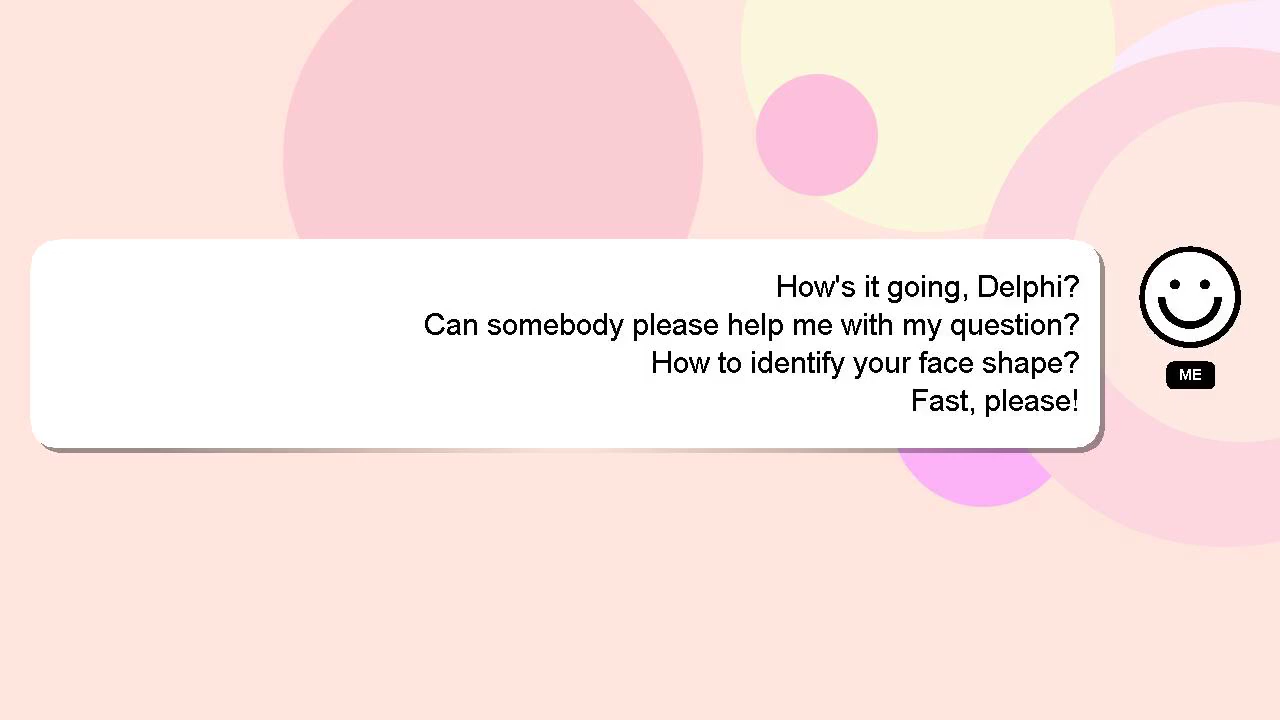 How's it going, Delphi?
Can somebody please help me with my question?
How to identify your face shape?
Fast, please!
ME